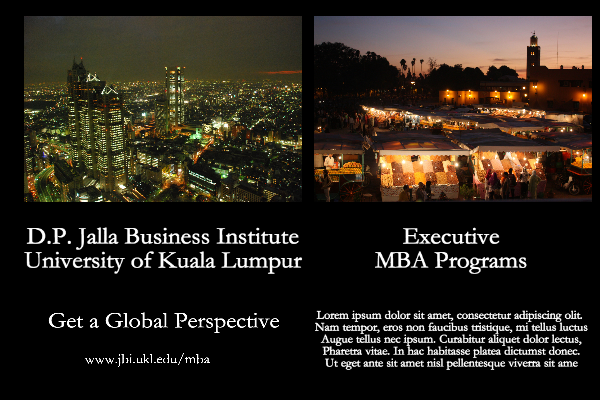 D.P. Jalla Business Institute
University of Kuala Lumpur
Executive
MBA Programs
Get a Global Perspective
www.jbi.ukl.edu/mba
Lorem ipsum dolor sit amet, consectetur adipiscing olit.
Nam tempor, eros non faucibus tristique, mi tellus luctus
Augue tellus nec ipsum. Curabitur aliquet dolor lectus,
Pharetra vitae. In hac habitasse platea dictumst donec.
Ut eget ante sit amet nisl pellentesque viverra sit ame